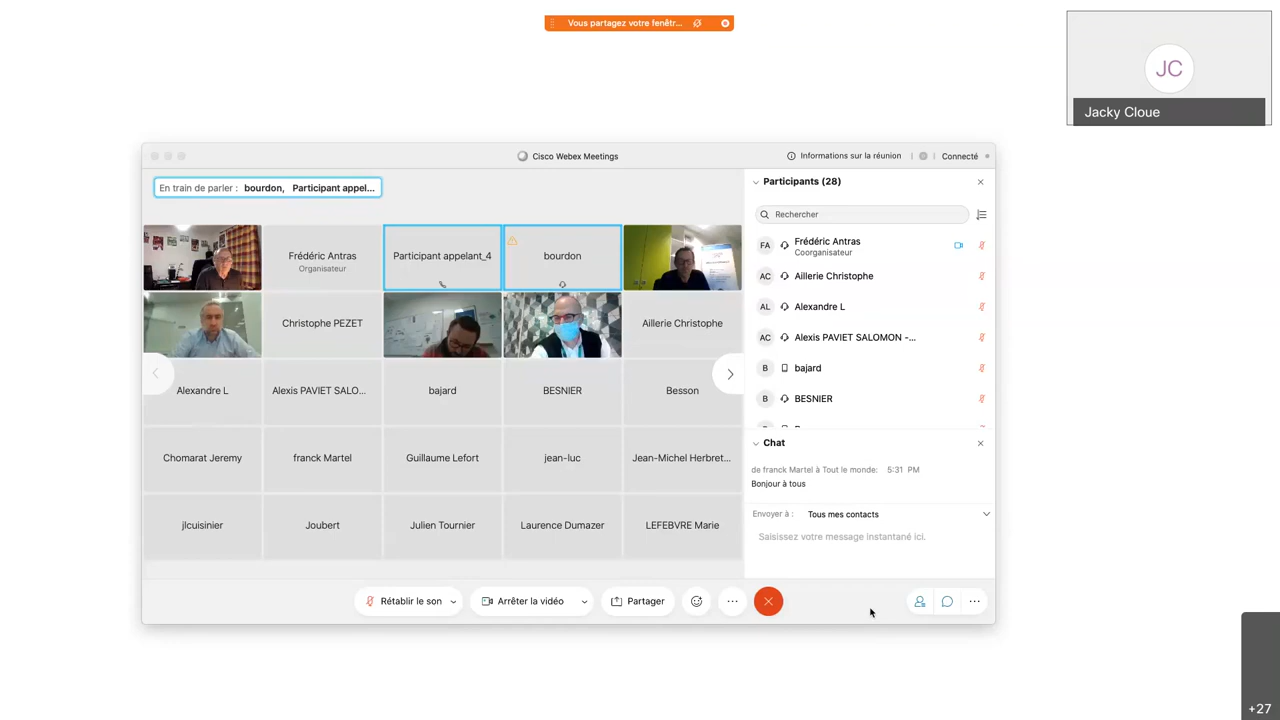 Vous partagez votre fenêtr...
JC
Jacky Cloue
Cisco Webex Meetings
Informations sur la réunion
Connecté
En train de parler : bourdon, Participant appel...
Participants (28)
Rechercher
Frédéric Antras
Organisateur
Participant appelant_4
bourdon
Christophe PEZET
Aillerie Christophe
Alexandre L
Alexis PAVIET SALO...
bajard
BESNIER
Besson
Chomarat Jeremy
franck Martel
Guillaume Lefort
jean-luc
Jean-Michel Herbret...
jlcuisinier
Joubert
Julien Tournier
Laurence Dumazer
LEFEBVRE Marie
FA Frédéric Antras
Coorganisateur
AC Aillerie Christophe
AL Alexandre L
AC Alexis PAVIET SALOMON -...
B bajard
B BESNIER
Chat
de franck Martel à Tout le monde: 5:31 PM
Bonjour à tous
Envoyer à : Tous mes contacts
Saisissez votre message instantané ici.
Rétablir le son
Arrêter la vidéo
Partager
+27